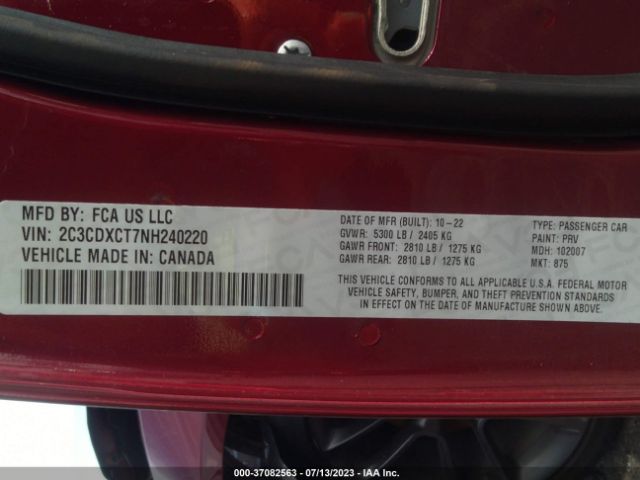 MFD BY: FCA US LLC
VIN: 2C3CDXCT7NH240220
VEHICLE MADE IN: CANADA
DATE OF MFR (BUILT): 10-22
GVWR: 5300 LB / 2405 KG
GAWR FRONT: 2810 LB / 1275 KG
GAWR REAR: 2810 LB / 1275 KG
TYPE: PASSENGER CAR
PAINT: PRV
MDH: 102007
MKT: 875
THIS VEHICLE CONFORMS TO ALL APPLICABLE U.S.A. FEDERAL MOTOR
VEHICLE SAFETY, BUMPER, AND THEFT PREVENTION STANDARDS
IN EFFECT ON THE DATE OF MANUFACTURE SHOWN ABOVE.
000-37082563 - 07/13/2023 - IAA Inc.